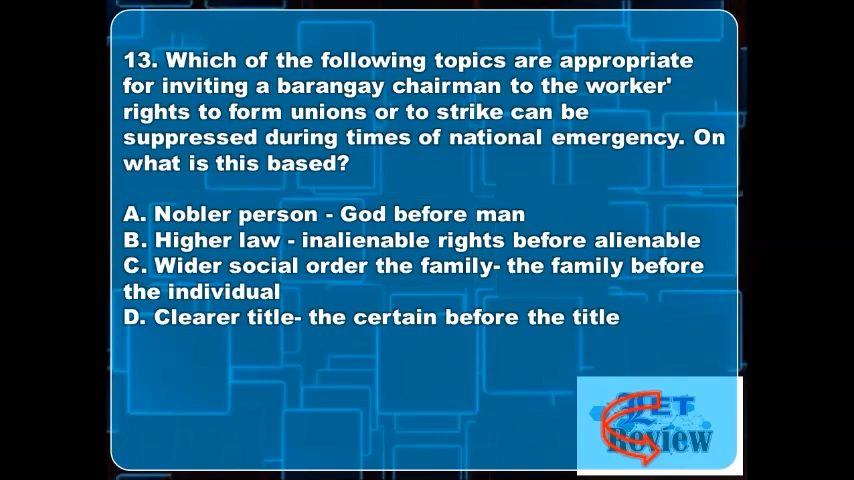 13. Which of the following topics are appropriate
for inviting a barangay chairman to the worker'
rights to form unions or to strike can be
suppressed during times of national emergency. On
what is this based?
A. Nobler person - God before man
B. Higher law - inalienable rights before alienable
C. Wider social order the family- the family before
the individual
D. Clearer title- the certain before the title
LET
Review